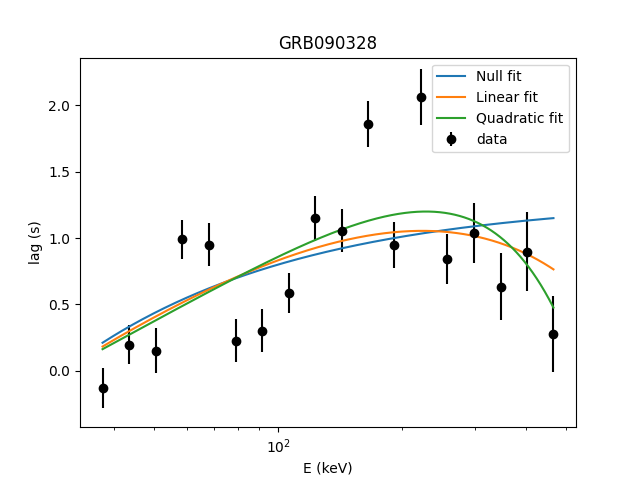 GRB090328
lag (s)
2.0
1.5
1.0
0.5
0.0
Null fit
Linear fit
Quadratic fit
data
10²
E (keV)